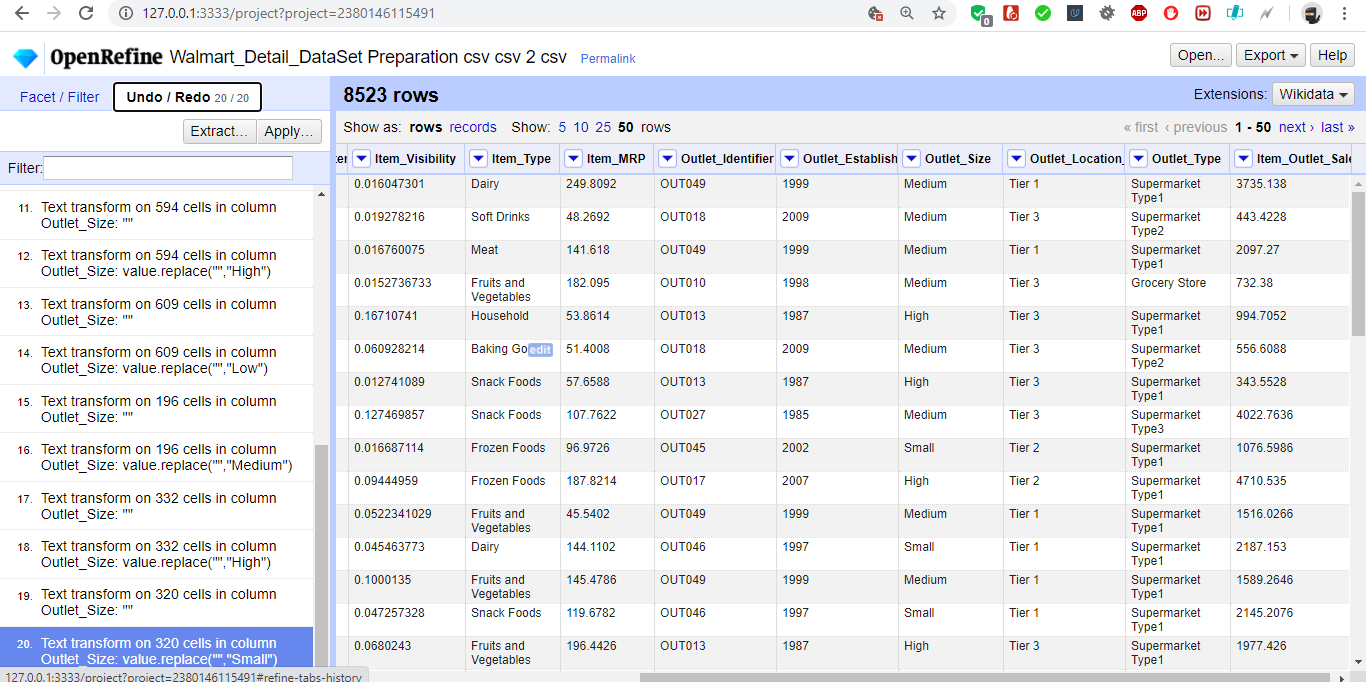 127.0.0.1:3333/project?project=2380146115491
0
ABP
OpenRefine Walmart_Detail_DataSet Preparation csv csv 2 csv Permalink
Open... Export Help
Facet / Filter Undo / Redo 20 / 20
8523 rows
Extensions: Wikidata
Extract... Apply...
Show as: rows records Show: 5 10 25 50 rows
« first ‹ previous 1 - 50 next › last »
Filter:
Item_Visibility Item_Type Item_MRP Outlet_Identifier Outlet_Establish Outlet_Size Outlet_Location_ Outlet_Type Item_Outlet_Sale
11. Text transform on 594 cells in column
Outlet_Size: ""
12. Text transform on 594 cells in column
Outlet_Size: value.replace("","High")
13. Text transform on 609 cells in column
Outlet_Size: ""
14. Text transform on 609 cells in column
Outlet_Size: value.replace("","Low")
15. Text transform on 196 cells in column
Outlet_Size: ""
16. Text transform on 196 cells in column
Outlet_Size: value.replace("","Medium")
17. Text transform on 332 cells in column
Outlet_Size: ""
18. Text transform on 332 cells in column
Outlet_Size: value.replace("","High")
19. Text transform on 320 cells in column
Outlet_Size: ""
20. Text transform on 320 cells in column
Outlet_Size: value.replace("","Small")
0.016047301 Dairy 249.8092 OUT049 1999 Medium Tier 1 Supermarket Type1 3735.138
0.019278216 Soft Drinks 48.2692 OUT018 2009 Medium Tier 3 Supermarket Type2 443.4228
0.016760075 Meat 141.618 OUT049 1999 Medium Tier 1 Supermarket Type1 2097.27
0.0152736733 Fruits and Vegetables 182.095 OUT010 1998 Medium Tier 3 Grocery Store 732.38
0.16710741 Household 53.8614 OUT013 1987 High Tier 3 Supermarket Type1 994.7052
0.060928214 Baking Go edit 51.4008 OUT018 2009 Medium Tier 3 Supermarket Type2 556.6088
0.012741089 Snack Foods 57.6588 OUT013 1987 High Tier 3 Supermarket Type1 343.5528
0.127469857 Snack Foods 107.7622 OUT027 1985 Medium Tier 3 Supermarket Type3 4022.7636
0.016687114 Frozen Foods 96.9726 OUT045 2002 Small Tier 2 Supermarket Type1 1076.5986
0.09444959 Frozen Foods 187.8214 OUT017 2007 High Tier 2 Supermarket Type1 4710.535
0.0522341029 Fruits and Vegetables 45.5402 OUT049 1999 Medium Tier 1 Supermarket Type1 1516.0266
0.045463773 Dairy 144.1102 OUT046 1997 Small Tier 1 Supermarket Type1 2187.153
0.1000135 Fruits and Vegetables 145.4786 OUT049 1999 Medium Tier 1 Supermarket Type1 1589.2646
0.047257328 Snack Foods 119.6782 OUT046 1997 Small Tier 1 Supermarket Type1 2145.2076
0.0680243 Fruits and Vegetables 196.4426 OUT013 1987 High Tier 3 Supermarket Type1 1977.426
127.0.0.1:3333/project?project=2380146115491#refine-tabs-history